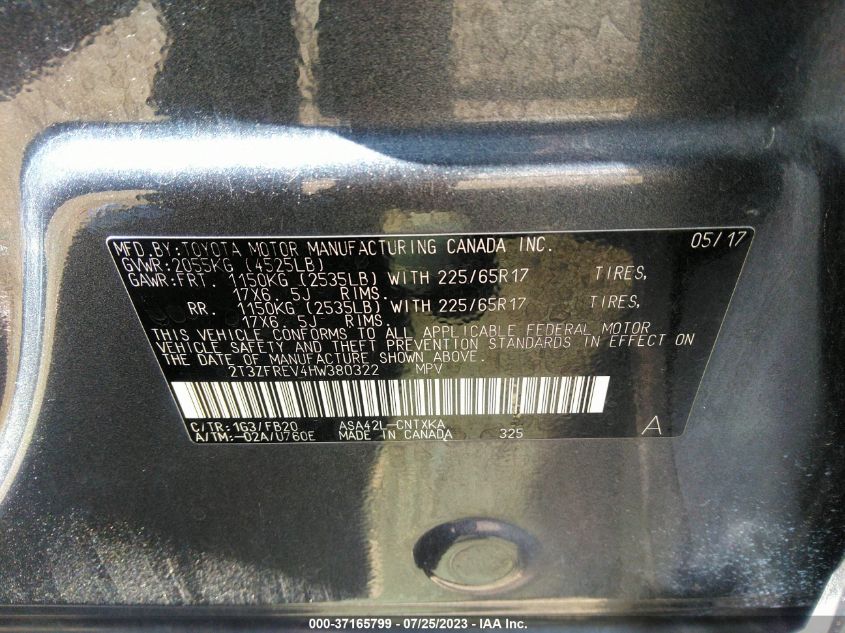 MFD.BY:TOYOTA MOTOR MANUFACTURING CANADA INC. 05/17
GVWR:2055KG (4525LB)
GAWR:FRT. 1150KG (2535LB) WITH 225/65R17 TIRES,
17X6.5J RIMS.
RR. 1150KG (2535LB) WITH 225/65R17 TIRES,
17X6.5J RIMS.
THIS VEHICLE CONFORMS TO ALL APPLICABLE FEDERAL MOTOR
VEHICLE SAFETY AND THEFT PREVENTION STANDARDS IN EFFECT ON
THE DATE OF MANUFACTURE SHOWN ABOVE.
2T3ZFREV4HW380322 MPV
C/TR:1G3/FB20 ASA42L-CNTXKA
A/TM:-02A/U760E MADE IN CANADA 325 A
000-37165799 - 07/25/2023 - IAA Inc.